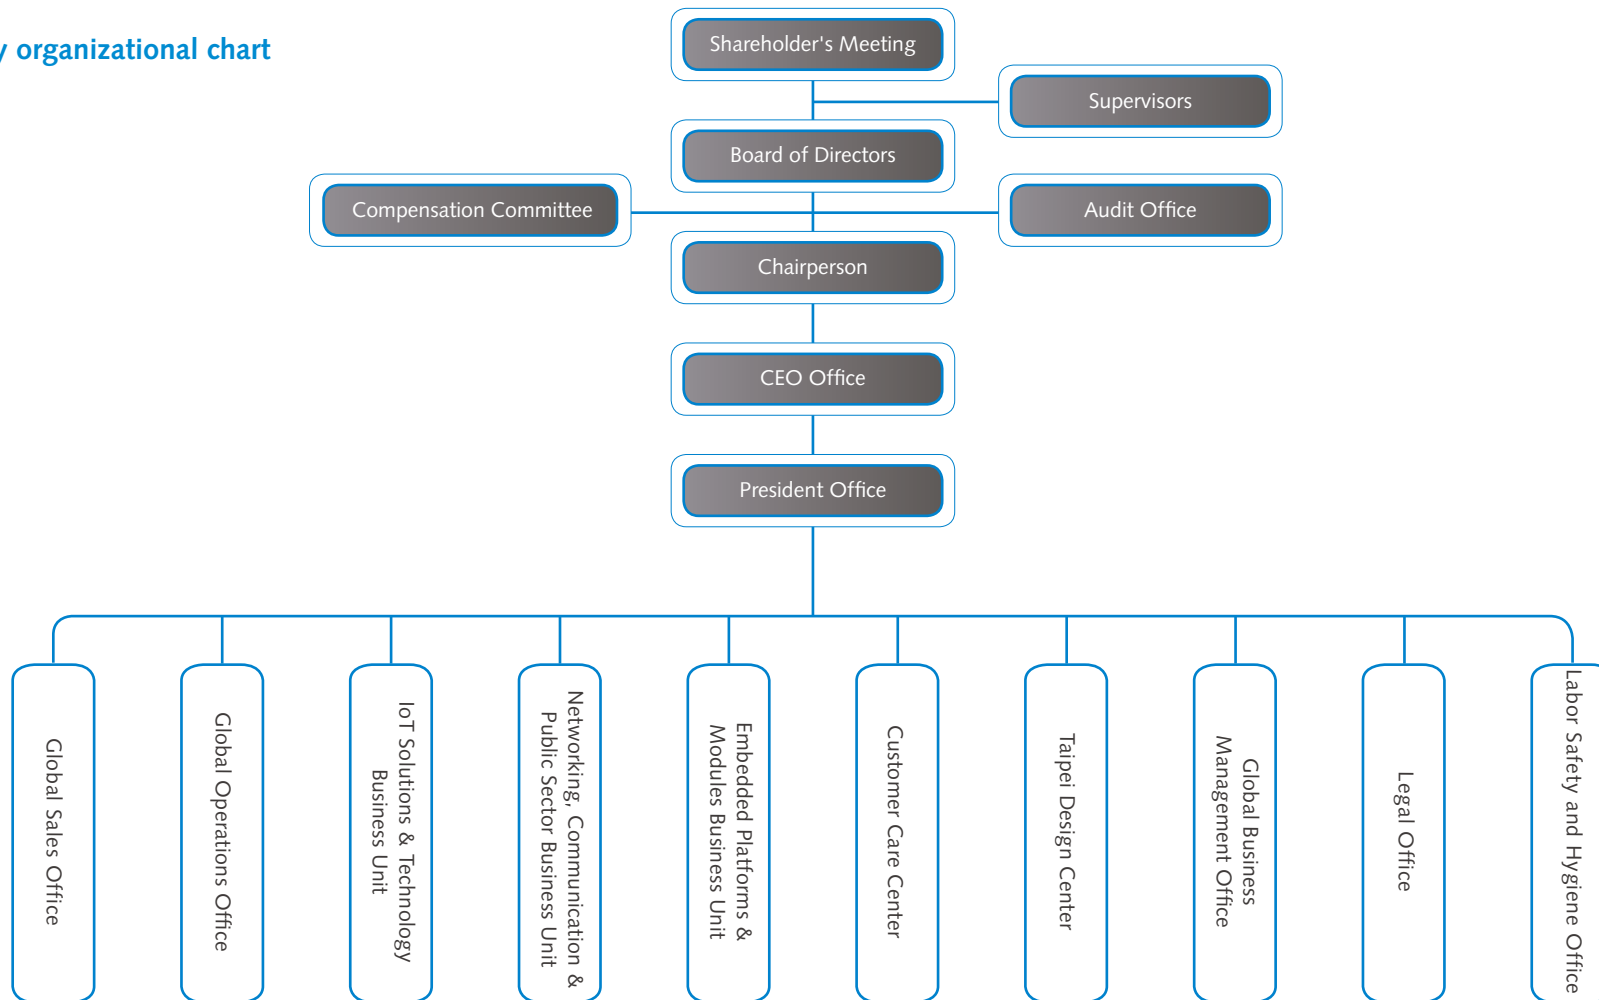 y organizational chart
Shareholder's Meeting
Supervisors
Board of Directors
Compensation Committee
Audit Office
Chairperson
CEO Office
President Office
Global Sales Office
Global Operations Office
IoT Solutions & Technology
Business Unit
Networking, Communication &
Public Sector Business Unit
Embedded Platforms &
Modules Business Unit
Customer Care Center
Taipei Design Center
Global Business
Management Office
Legal Office
Labor Safety and Hygiene Office